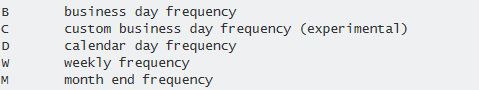 B       business day frequency
C       custom business day frequency (experimental)
D       calendar day frequency
W       weekly frequency
M       month end frequency